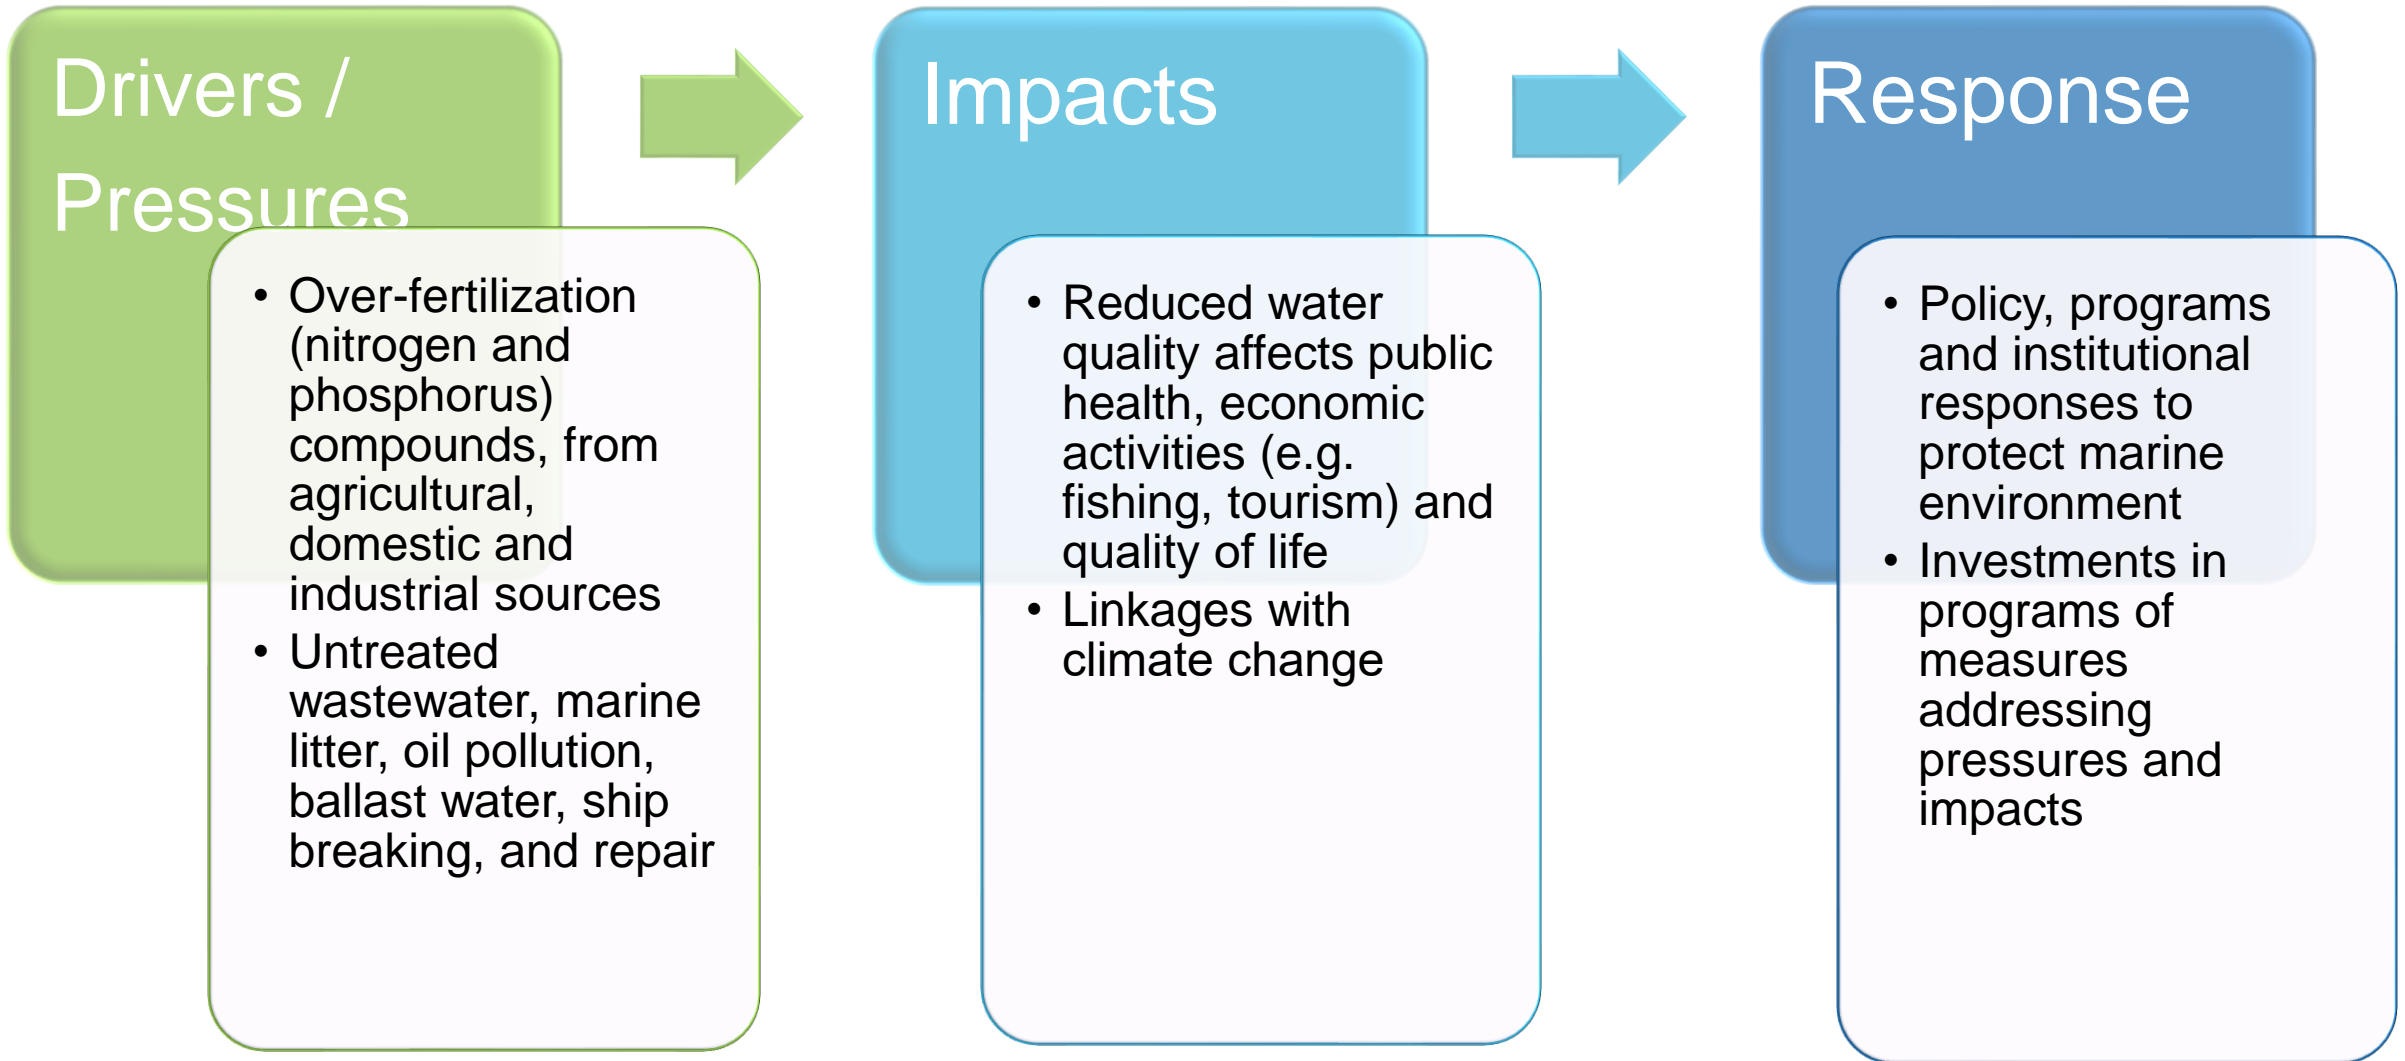 Drivers /
Pressures
• Over-fertilization
(nitrogen and
phosphorus)
compounds, from
agricultural,
domestic and
industrial sources
• Untreated
wastewater, marine
litter, oil pollution,
ballast water, ship
breaking, and repair
Impacts
• Reduced water
quality affects public
health, economic
activities (e.g.
fishing, tourism) and
quality of life
• Linkages with
climate change
Response
• Policy, programs
and institutional
responses to
protect marine
environment
• Investments in
programs of
measures
addressing
pressures and
impacts